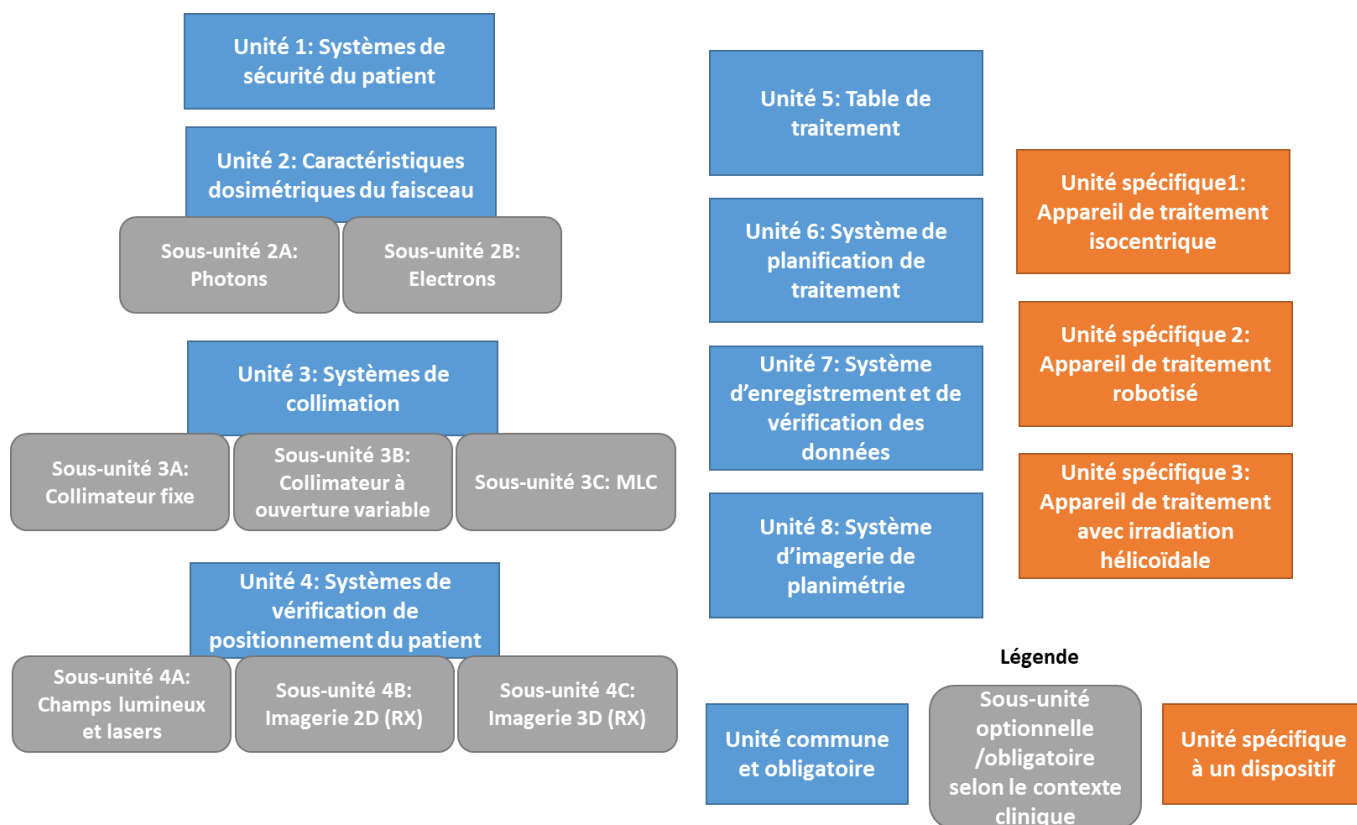 Unité 1: Systèmes de
sécurité du patient
Unité 2: Caractéristiques
dosimétriques du faisceau
Sous-unité 2A:
Photons
Sous-unité 2B:
Electrons
Unité 3: Systèmes de
collimation
Sous-unité 3A:
Collimateur fixe
Sous-unité 3B:
Collimateur à
ouverture variable
Sous-unité 3C: MLC
Unité 4: Systèmes de
vérification de
positionnement du patient
Sous-unité 4A:
Champs lumineux
et lasers
Sous-unité 4B:
Imagerie 2D (RX)
Sous-unité 4C:
Imagerie 3D (RX)
Unité 5: Table de
traitement
Unité 6: Système de
planification de
traitement
Unité 7: Système
d’enregistrement et de
vérification des
données
Unité 8: Système
d’imagerie de
planimétrie
Unité spécifique1:
Appareil de traitement
isocentrique
Unité spécifique 2:
Appareil de traitement
robotisé
Unité spécifique 3:
Appareil de traitement
avec irradiation
hélicoïdale
Légende
Unité commune
et obligatoire
Sous-unité
optionnelle
/obligatoire
selon le contexte
clinique
Unité spécifique
à un dispositif